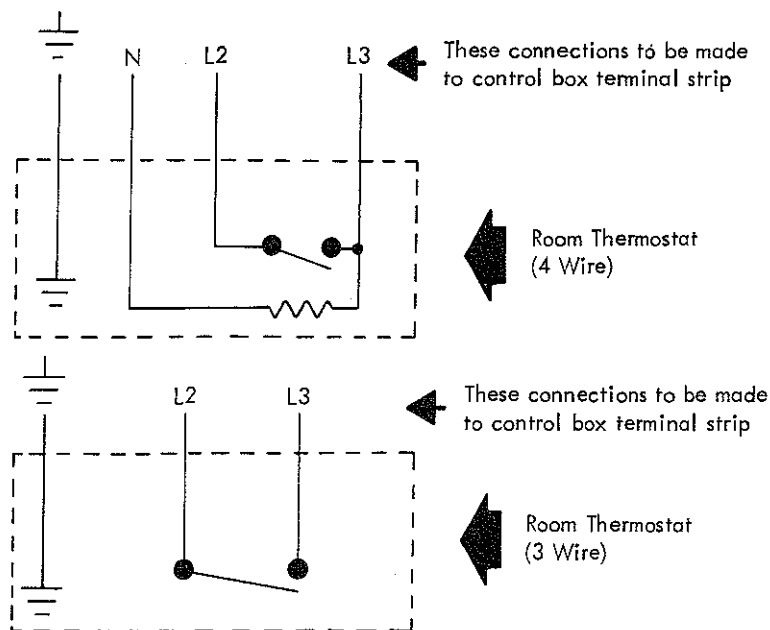 N L2 L3
These connections to be made
to control box terminal strip
Room Thermostat
(4 Wire)
L2 L3
These connections to be made
to control box terminal strip
Room Thermostat
(3 Wire)